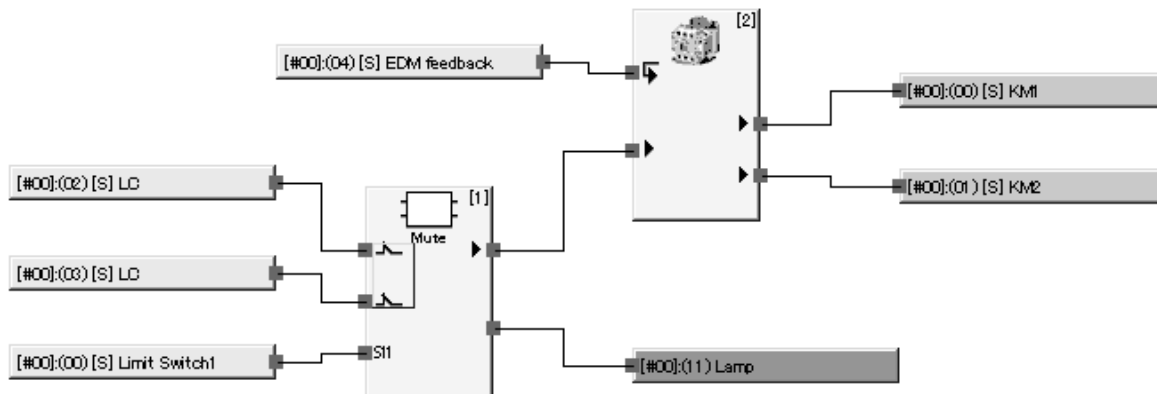 [2]
[#00]:(04) [S] EDM feedback
[#00]:(00) [S] KM1
[#00]:(02) [S] LC
[#00]:(01) [S] KM2
[1]
Mute
[#00]:(03) [S] LC
SI1
[#00]:(00) [S] Limit Switch1
[#00]:(11) Lamp